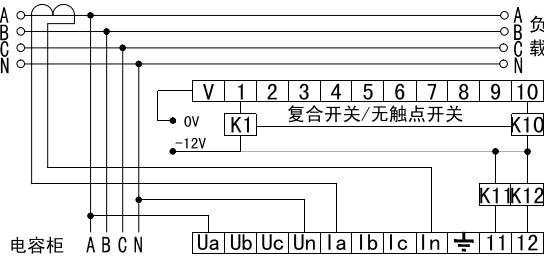 A A
B B 负
C C 载
N N
V 1 2 3 4 5 6 7 8 9 10
0V K1 复合开关/无触点开关 K10
-12V
K11 K12
电容柜 A B C N Ua Ub Uc Un Ia Ib Ic In ⏚ 11 12